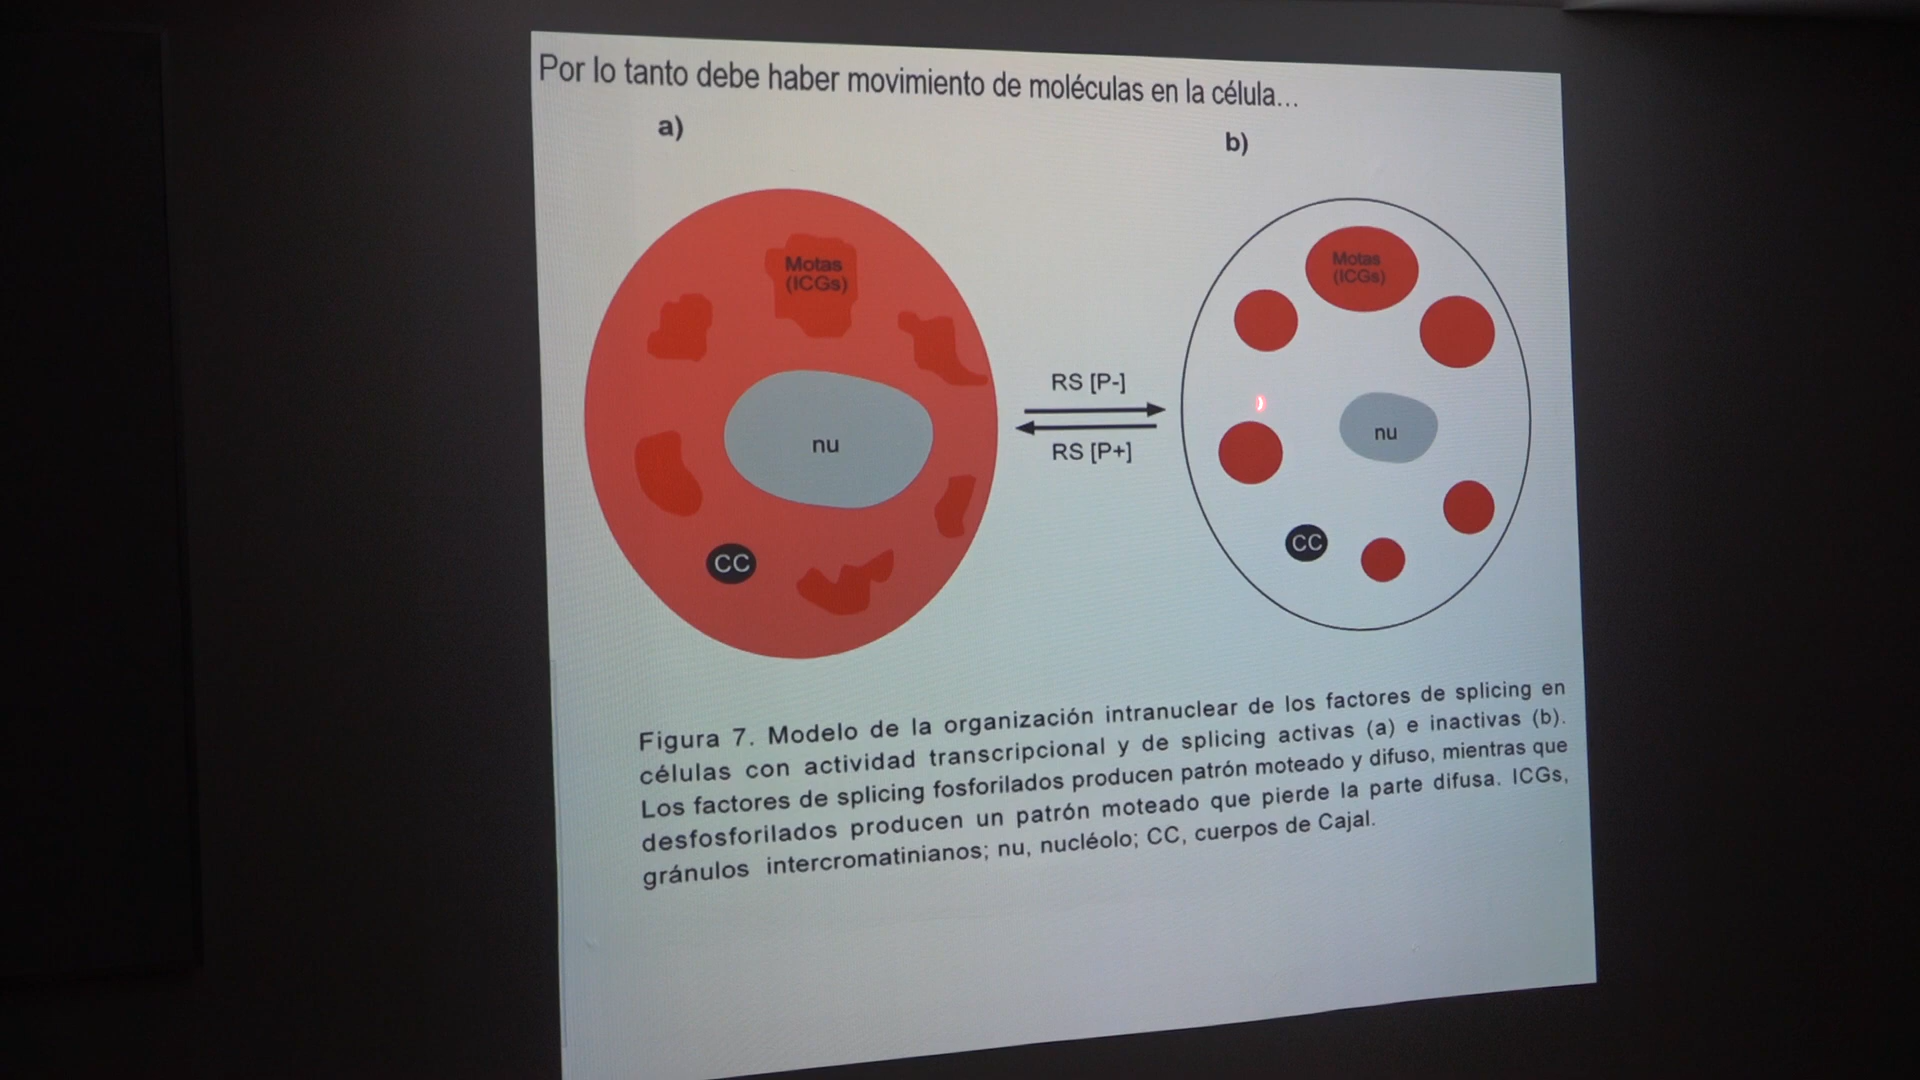 Por lo tanto debe haber movimiento de moléculas en la célula...
a)
b)
Motas
(ICGs)
nu
CC
RS [P-]
RS [P+]
Motas
(ICGs)
nu
CC
Figura 7. Modelo de la organización intranuclear de los factores de splicing en
células con actividad transcripcional y de splicing activas (a) e inactivas (b).
Los factores de splicing fosforilados producen patrón moteado y difuso, mientras que
desfosforilados producen un patrón moteado que pierde la parte difusa. ICGs,
gránulos intercromatinianos; nu, nucléolo; CC, cuerpos de Cajal.